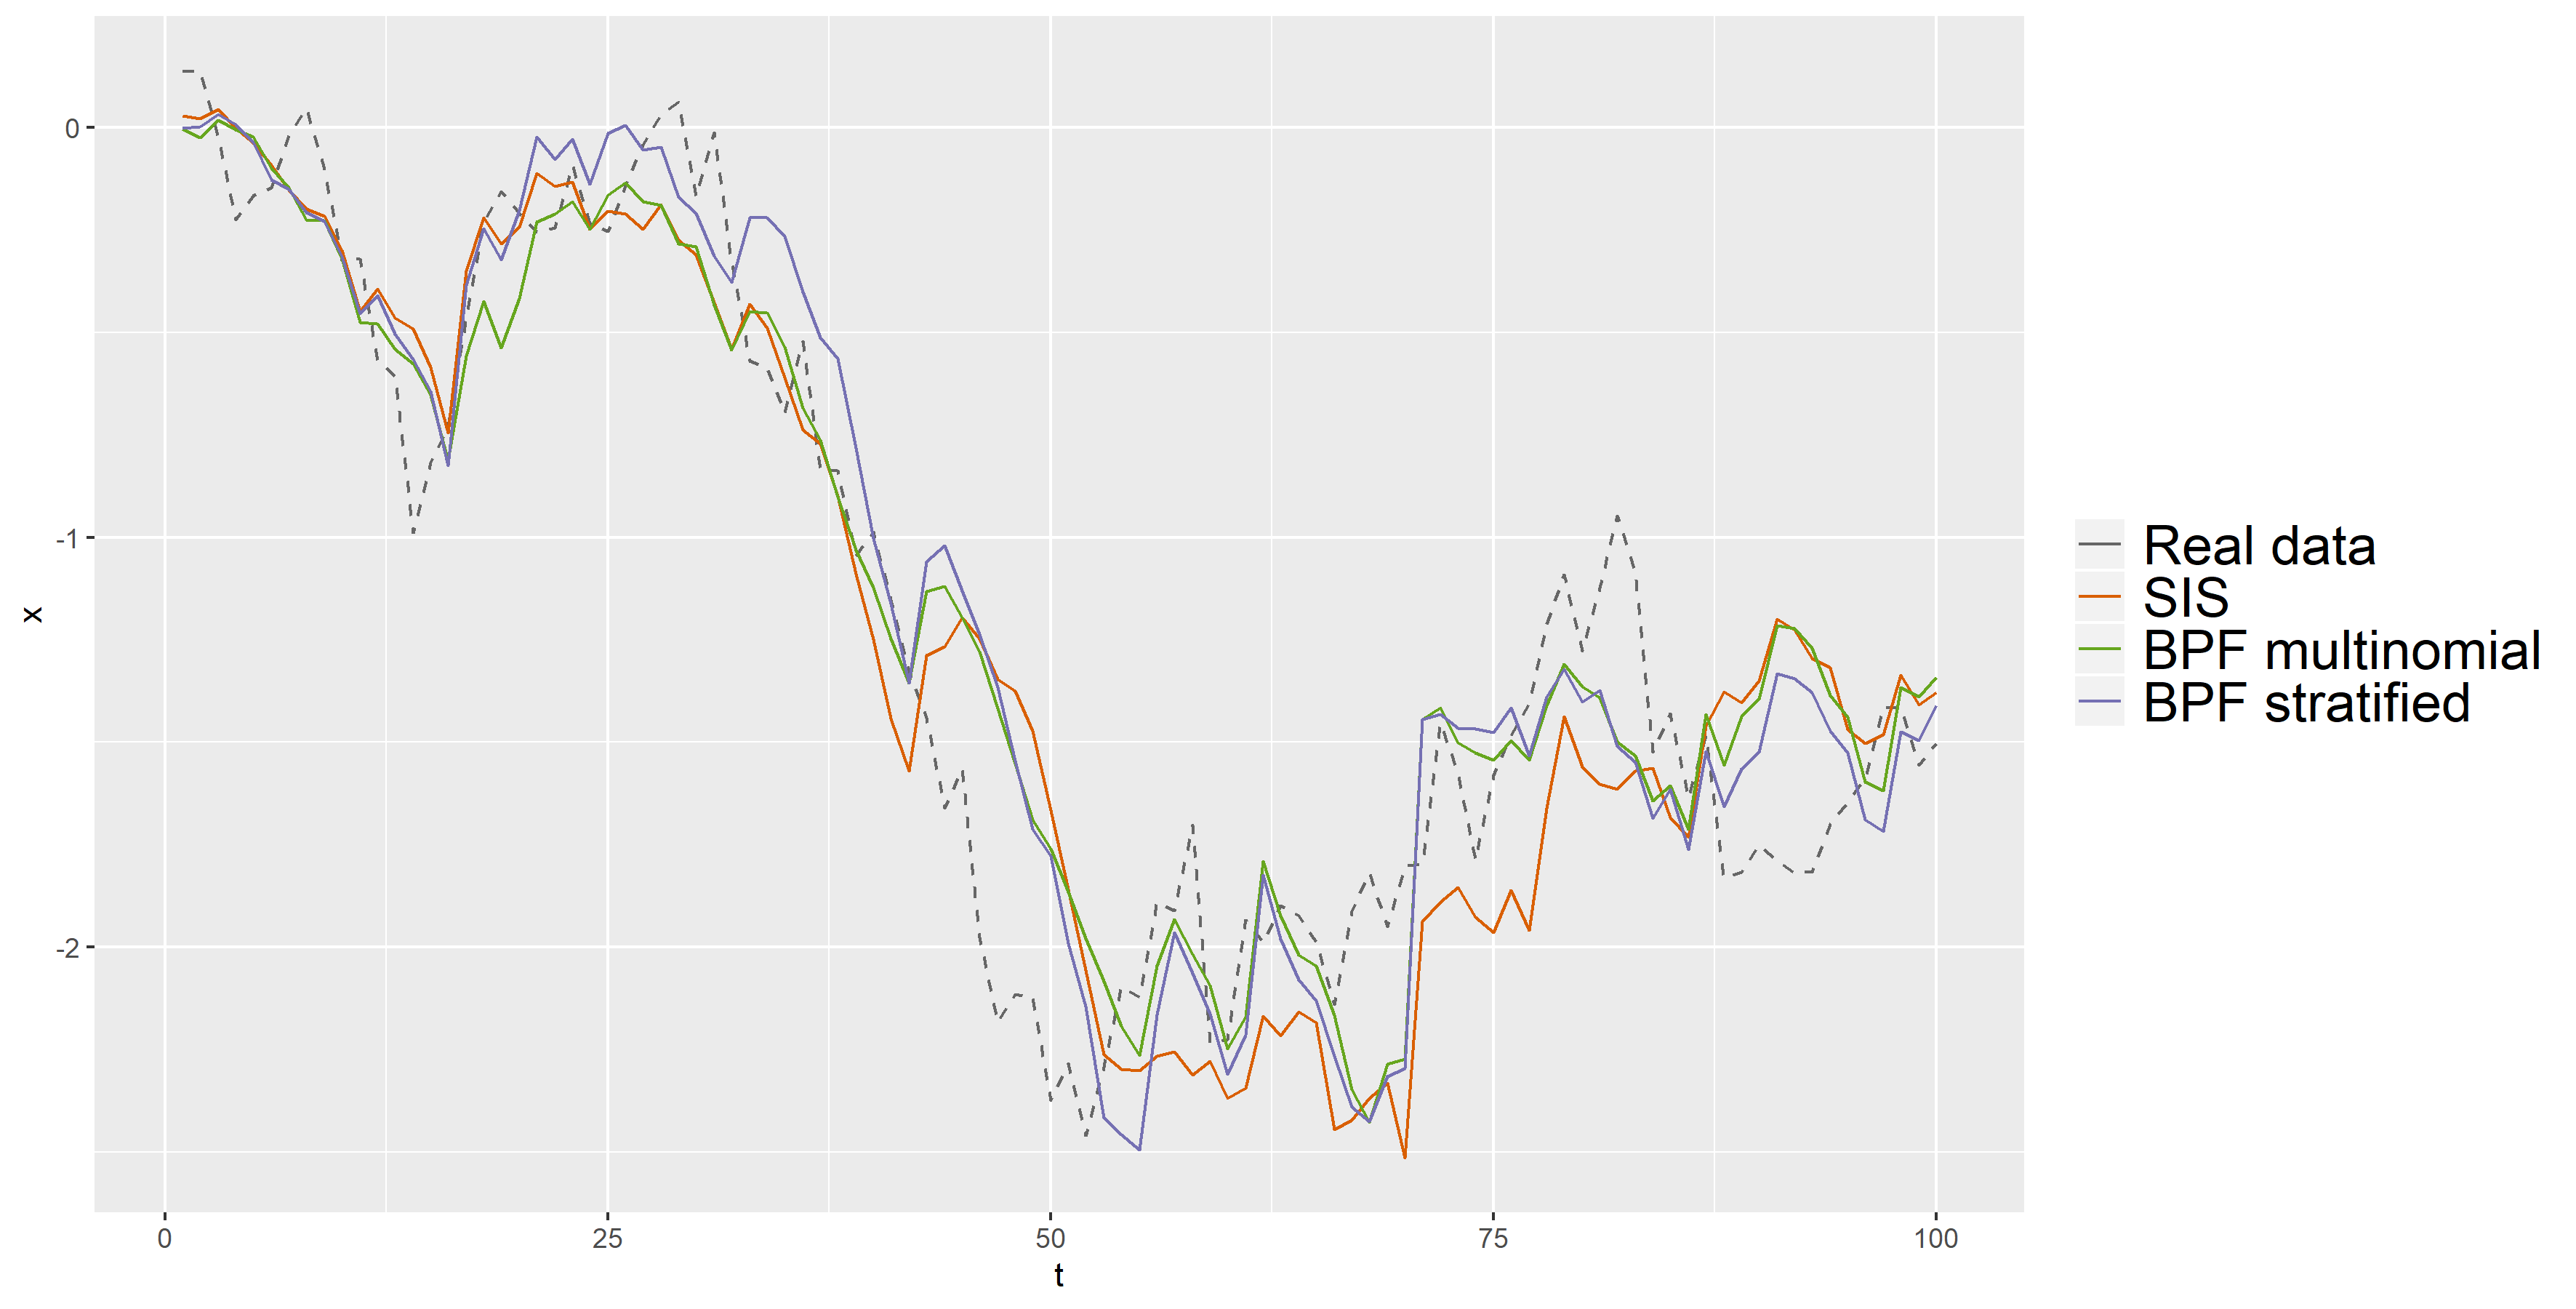 0
-1
-2
x
0
25
50
75
100
t
Real data
SIS
BPF multinomial
BPF stratified